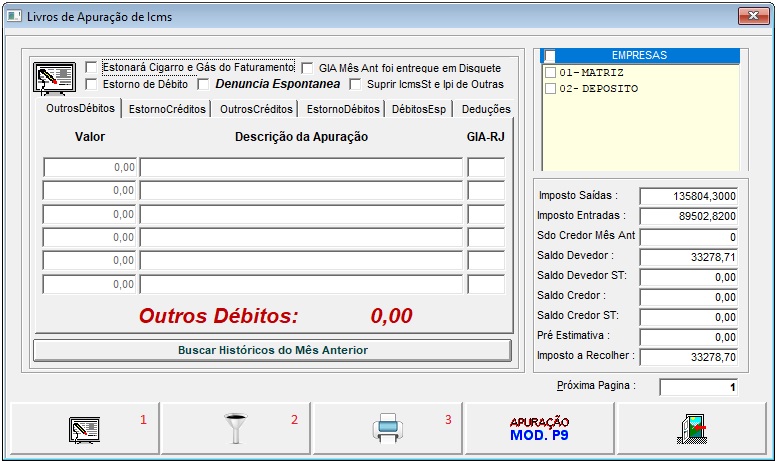 Livros de Apuração de Icms
Estonará Cigarro e Gás do Faturamento GIA Mês Ant foi entregue em Disquete
Estorno de Débito Denuncia Espontanea Suprir IcmsSt e Ipi de Outras
OutrosDébitos EstornoCréditos OutrosCréditos EstornoDébitos DébitosEsp Deduções
Valor Descrição da Apuração GIA-RJ
0,00
0,00
0,00
0,00
0,00
0,00
Outros Débitos: 0,00
Buscar Históricos do Mês Anterior
EMPRESAS
01- MATRIZ
02- DEPOSITO
Imposto Saídas : 135804,3000
Imposto Entradas : 89502,8200
Sdo Credor Mês Ant 0
Saldo Devedor : 33278,71
Saldo Devedor ST: 0,00
Saldo Credor : 0,00
Saldo Credor ST: 0,00
Pré Estimativa : 0,00
Imposto a Recolher : 33278,70
Próxima Pagina : 1
1
2
3
APURAÇÃO
MOD. P9